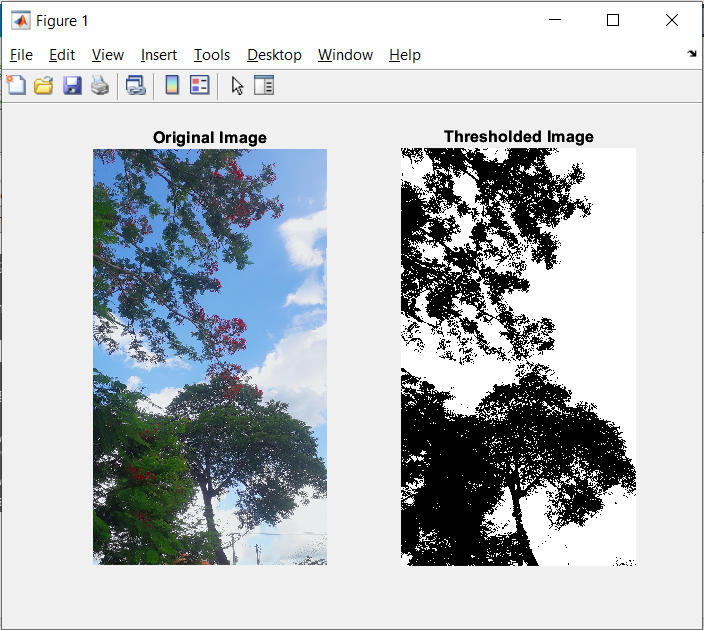 Figure 1
File Edit View Insert Tools Desktop Window Help
Original Image
Thresholded Image